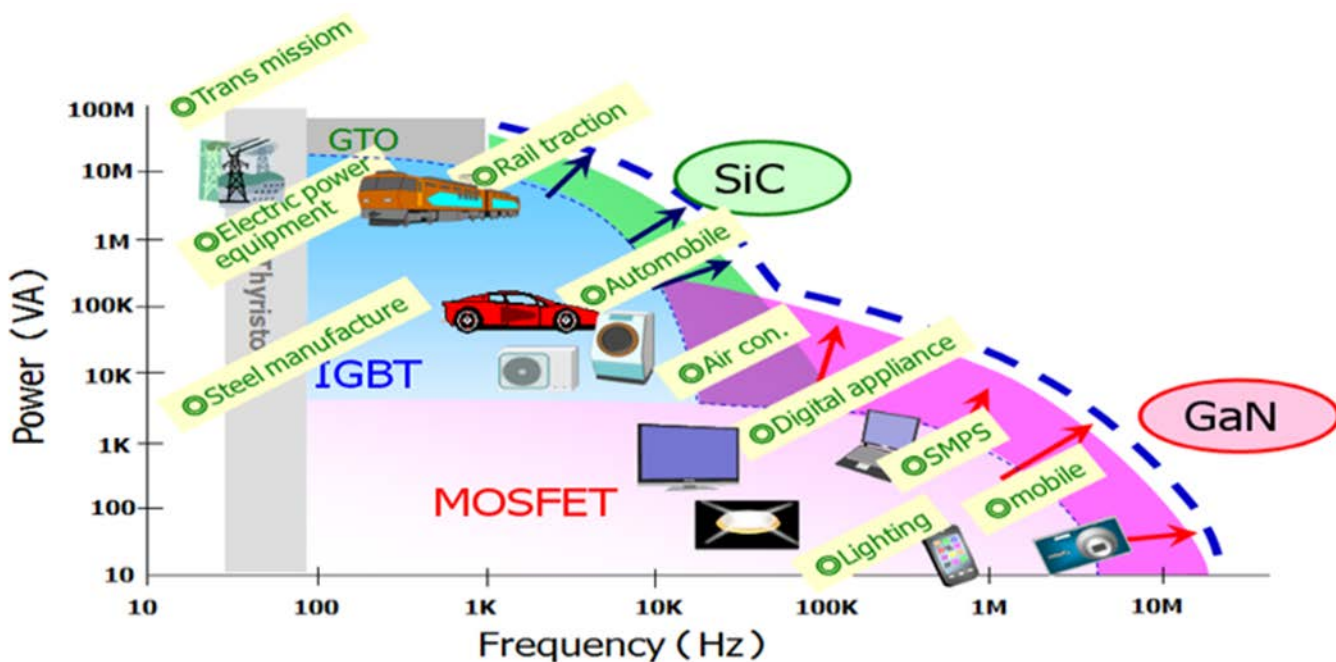 Trans missiom
100M
GTO
Rail traction
SiC
10M
Electric power
equipment
1M
Automobile
Thyristo
100K
Steel manufacture
Air con.
Digital appliance
10K
IGBT
GaN
1K
SMPS
MOSFET
mobile
100
Lighting
10
Power (VA)
10
100
1K
10K
100K
1M
10M
Frequency (Hz)